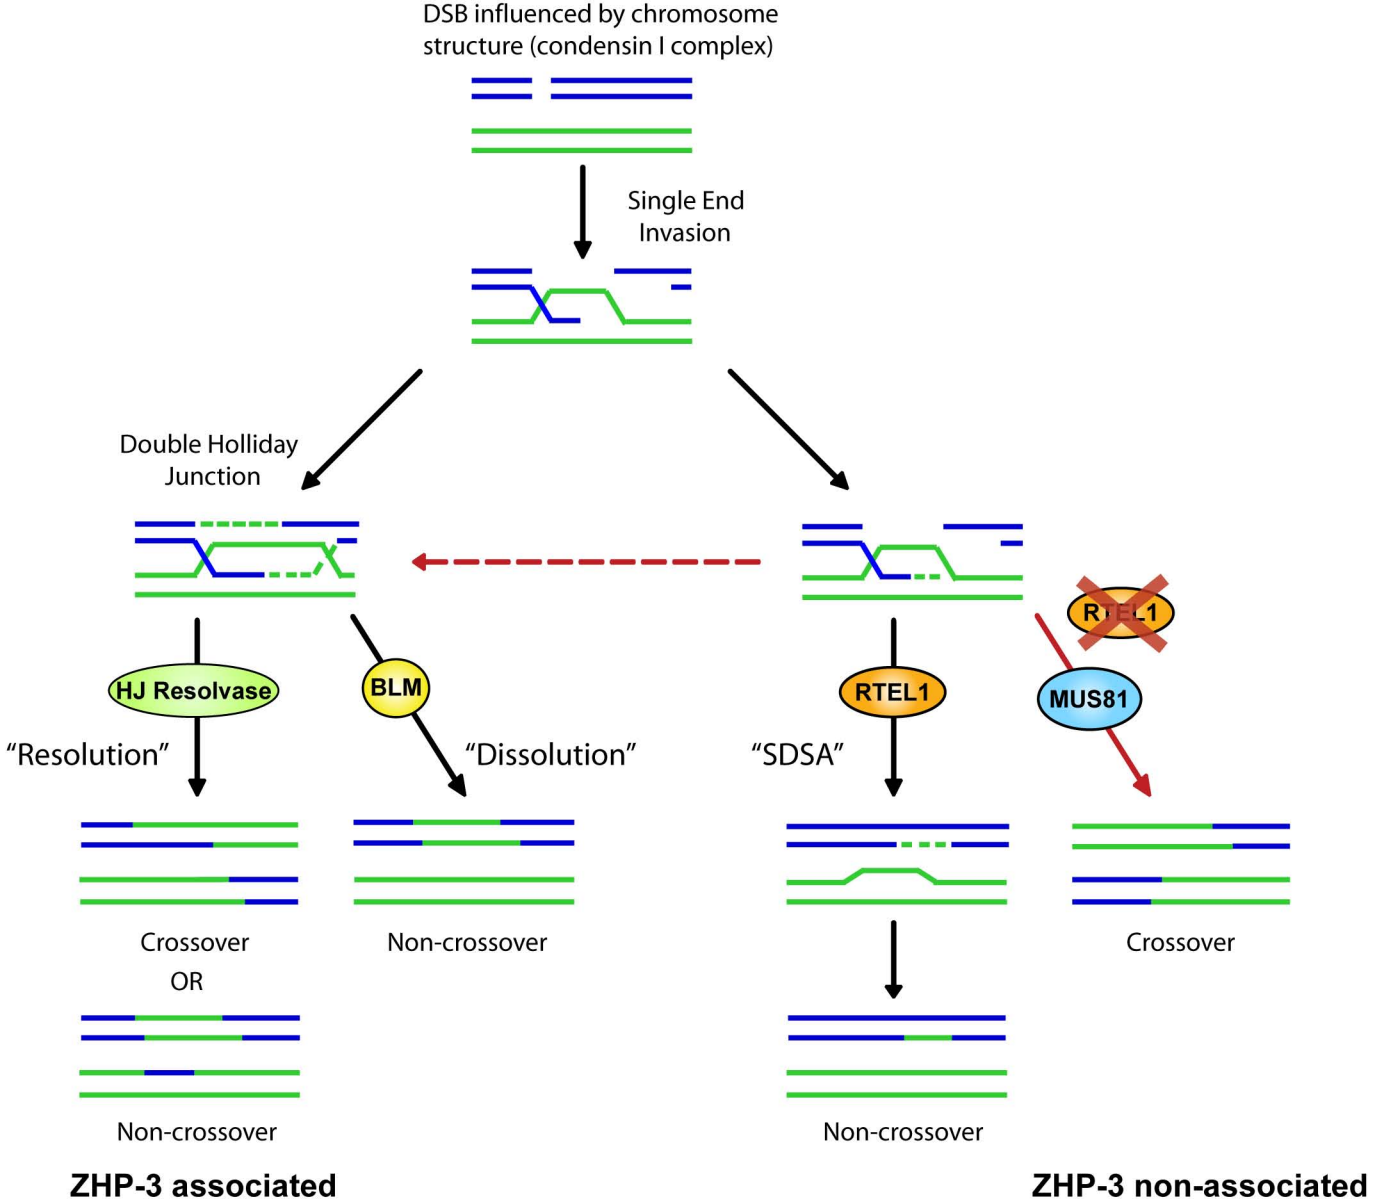 DSB influenced by chromosome
structure (condensin I complex)
Single End
Invasion
Double Holliday
Junction
RTEL1
HJ Resolvase
BLM
RTEL1
MUS81
“Resolution”
“Dissolution”
“SDSA”
Crossover
Non-crossover
Crossover
OR
Non-crossover
Non-crossover
ZHP-3 associated
ZHP-3 non-associated